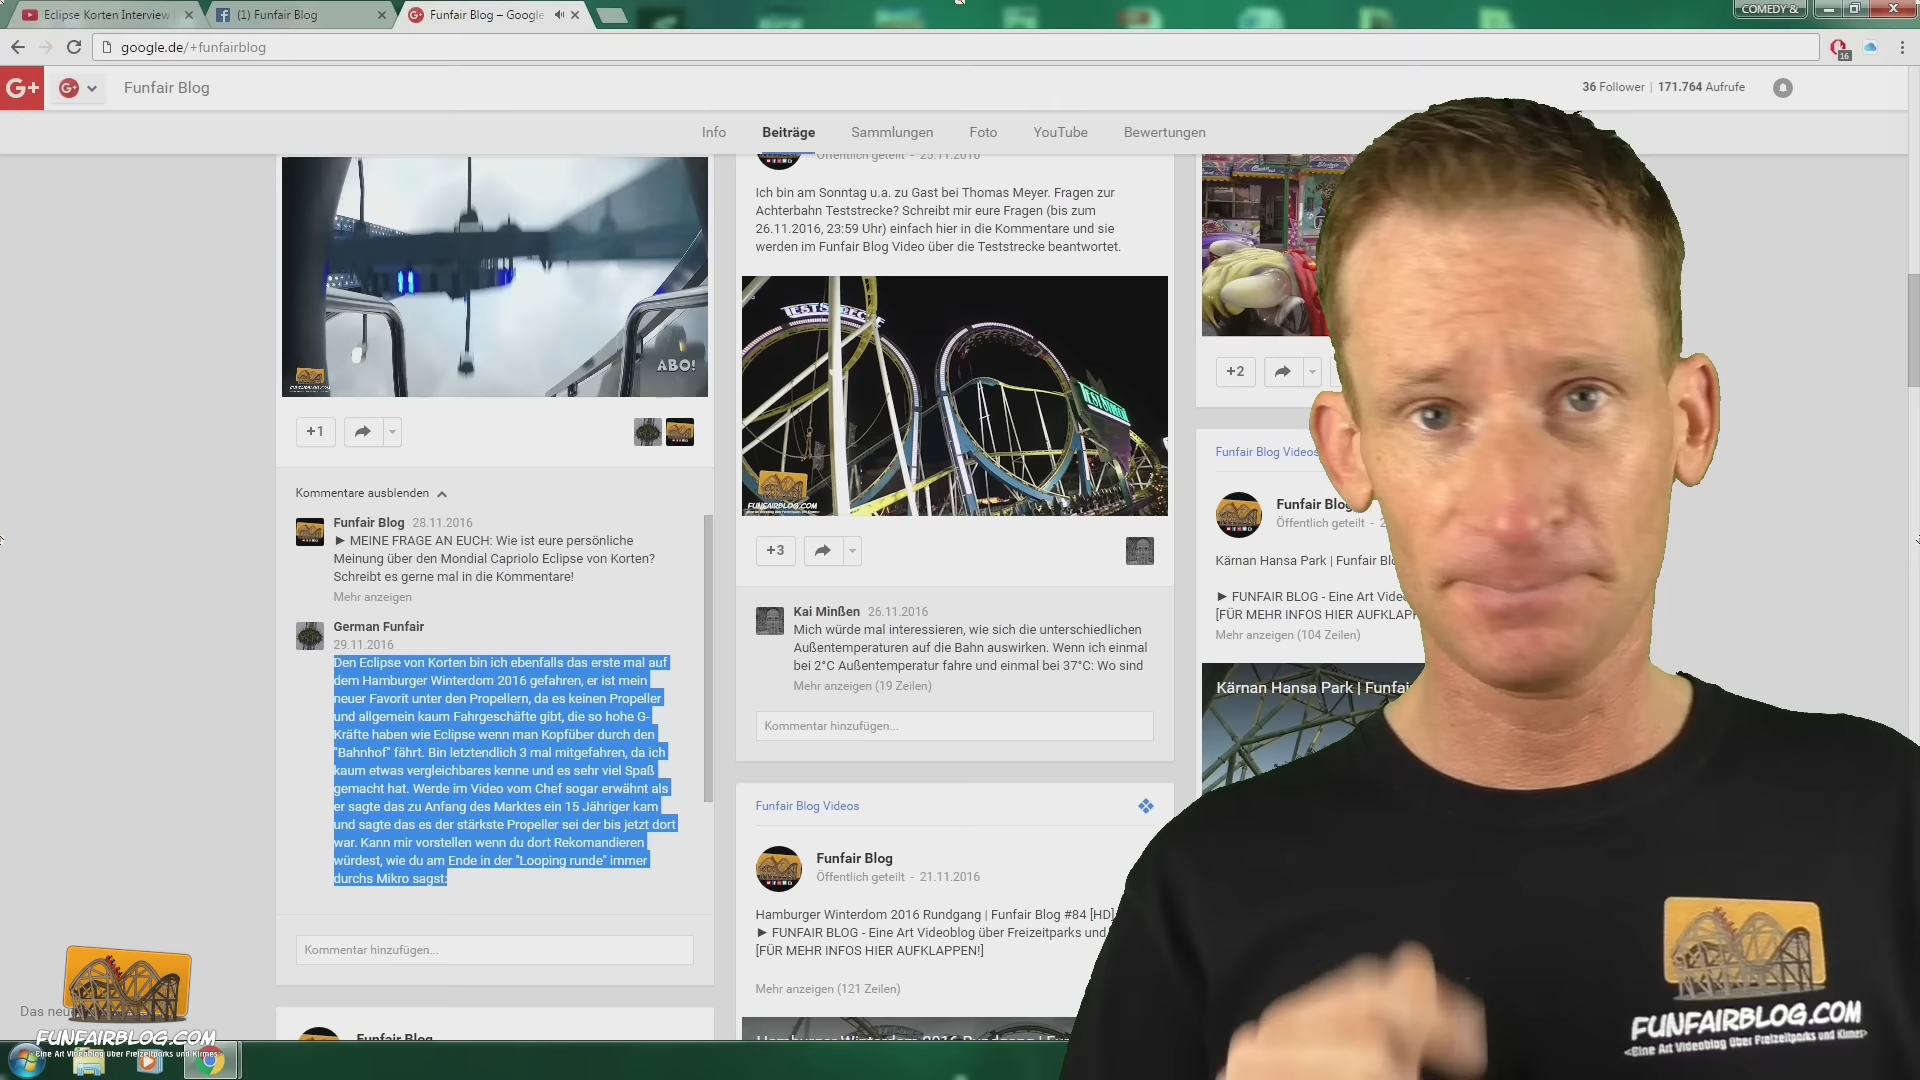 Eclipse Korten Interview
(1) Funfair Blog
Funfair Blog – Google
COMEDY &
google.de/+funfairblog
16
G+
Funfair Blog
36 Follower | 171.764 Aufrufe
Info
Beiträge
Sammlungen
Foto
YouTube
Bewertungen
ABO!
+1
Kommentare ausblenden
Funfair Blog 28.11.2016
► MEINE FRAGE AN EUCH: Wie ist eure persönliche
Meinung über den Mondial Capriolo Eclipse von Korten?
Schreibt es gerne mal in die Kommentare!
Mehr anzeigen
German Funfair
29.11.2016
Den Eclipse von Korten bin ich ebenfalls das erste mal auf
dem Hamburger Winterdom 2016 gefahren, er ist mein
neuer Favorit unter den Propellern, da es keinen Propeller
und allgemein kaum Fahrgeschäfte gibt, die so hohe G-
Kräfte haben wie Eclipse wenn man Kopfüber durch den
"Bahnhof" fährt. Bin letztendlich 3 mal mitgefahren, da ich
kaum etwas vergleichbares kenne und es sehr viel Spaß
gemacht hat. Werde im Video vom Chef sogar erwähnt als
er sagte das zu Anfang des Marktes ein 15 Jähriger kam
und sagte das es der stärkste Propeller sei der bis jetzt dort
war. Kann mir vorstellen wenn du dort Rekomandieren
würdest, wie du am Ende in der "Looping runde" immer
durchs Mikro sagst:
Kommentar hinzufügen...
Das neu
FUNFAIRBLOG.COM
Eine Art Videoblog über Freizeitparks und Kirmes
Öffentlich geteilt - 25.11.2016
Ich bin am Sonntag u.a. zu Gast bei Thomas Meyer. Fragen zur
Achterbahn Teststrecke? Schreibt mir eure Fragen (bis zum
26.11.2016, 23:59 Uhr) einfach hier in die Kommentare und sie
werden im Funfair Blog Video über die Teststrecke beantwortet.
FUNFAIRBLOG.COM
+3
Kai Minßen 26.11.2016
Mich würde mal interessieren, wie sich die unterschiedlichen
Außentemperaturen auf die Bahn auswirken. Wenn ich einmal
bei 2°C Außentemperatur fahre und einmal bei 37°C: Wo sind
Mehr anzeigen (19 Zeilen)
Kommentar hinzufügen...
Funfair Blog Videos
Funfair Blog
Öffentlich geteilt - 21.11.2016
Hamburger Winterdom 2016 Rundgang | Funfair Blog #84 [HD]
► FUNFAIR BLOG - Eine Art Videoblog über Freizeitparks und
[FÜR MEHR INFOS HIER AUFKLAPPEN!]
Mehr anzeigen (121 Zeilen)
Funfair Blog
+2
Funfair Blog Videos
Funfair Blog
Öffentlich geteilt - 2
Kärnan Hansa Park | Funfair Blo
► FUNFAIR BLOG - Eine Art Video
[FÜR MEHR INFOS HIER AUFKLAPP
Mehr anzeigen (104 Zeilen)
Kärnan Hansa Park | Funfai
FUNFAIRBLOG.COM
<Eine Art Videoblog über Freizeitparks und Kirmes>